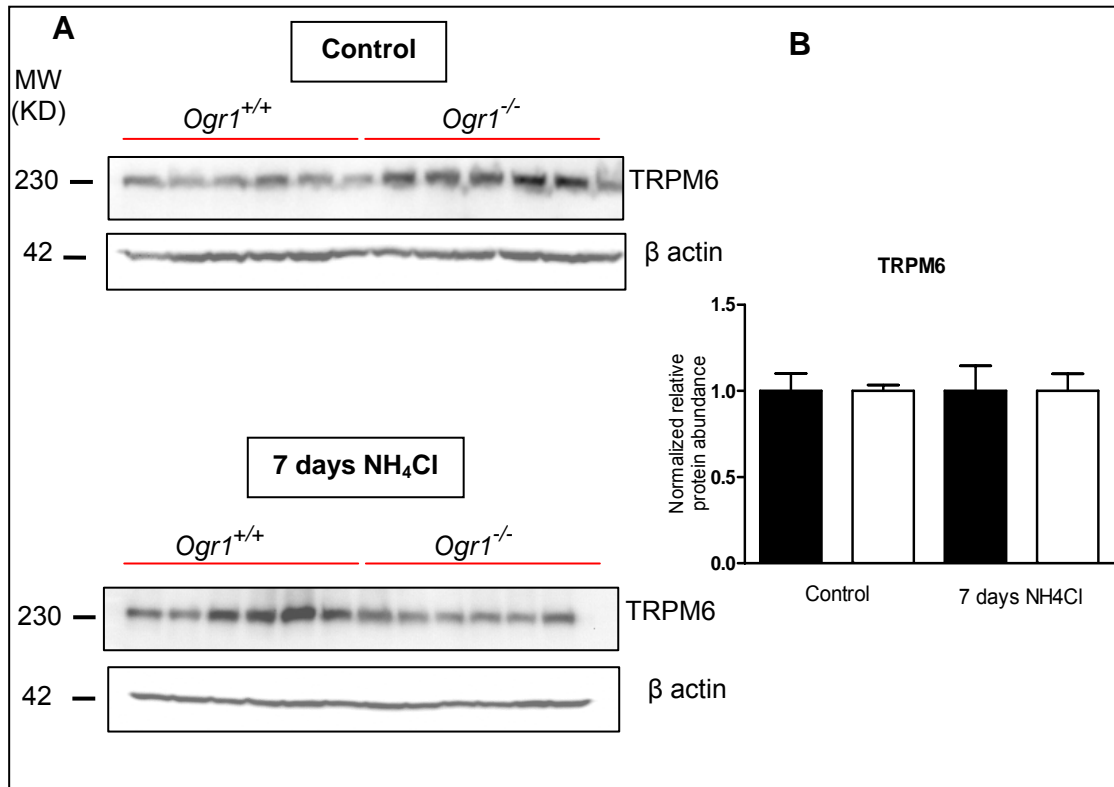 A
Control
MW
(KD)
Ogr1+/+ Ogr1-/-
230 TRPM6
42 β actin
7 days NH4Cl
Ogr1+/+ Ogr1-/-
230 TRPM6
42 β actin
B
TRPM6
Normalized relative
protein abundance
1.5
1.0
0.5
0.0
Control 7 days NH4Cl